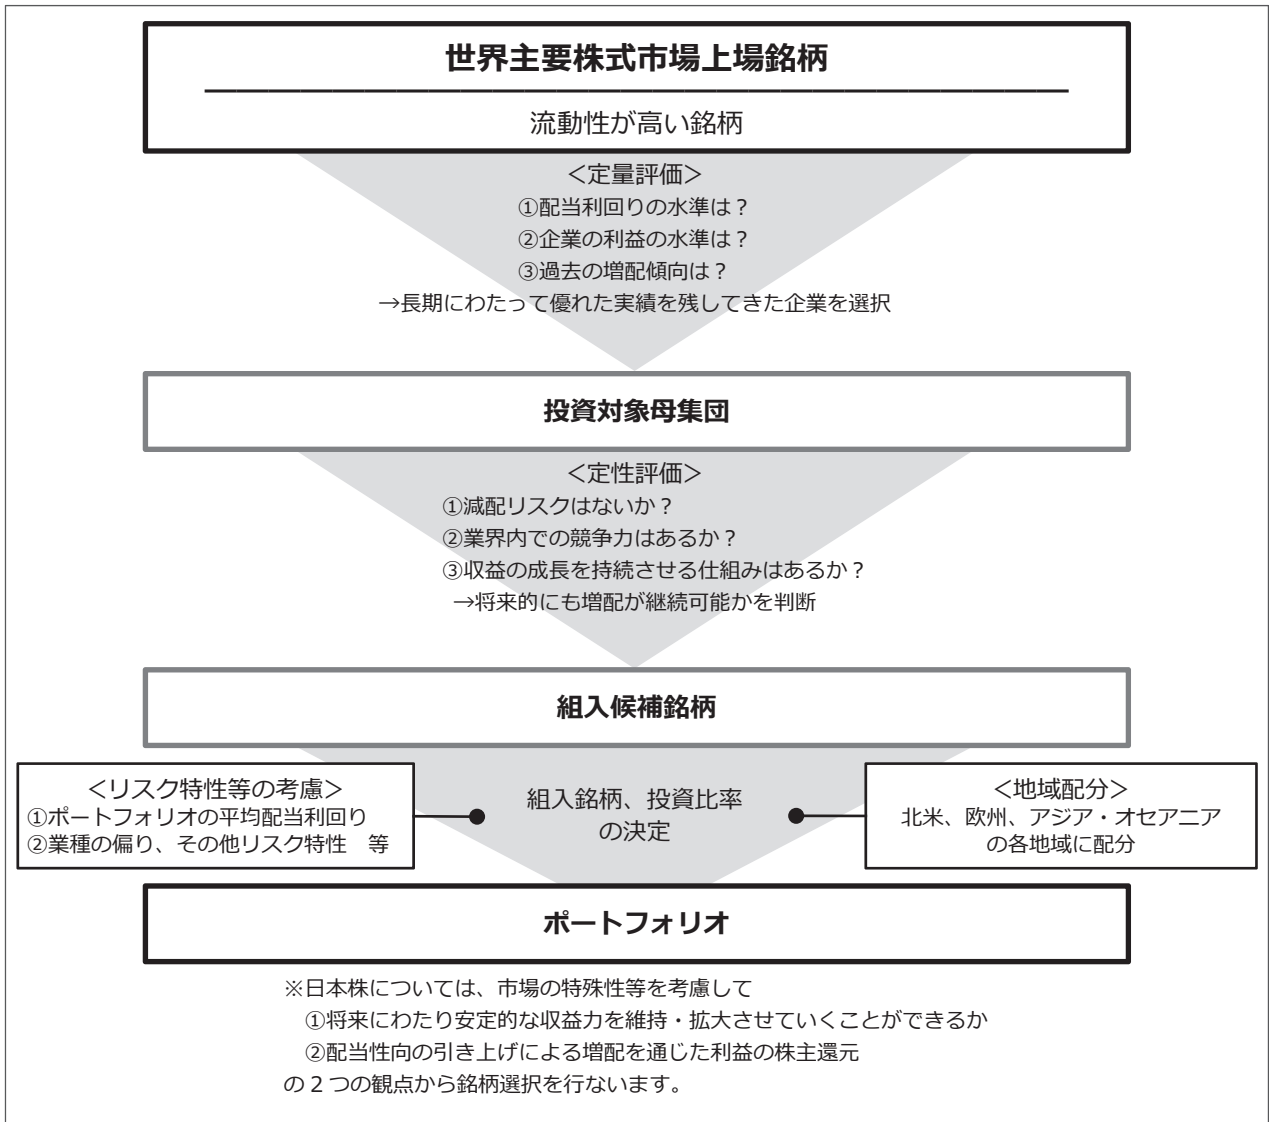 世界主要株式市場上場銘柄
流動性が高い銘柄
＜定量評価＞
①配当利回りの水準は？
②企業の利益の水準は？
③過去の増配傾向は？
→長期にわたって優れた実績を残してきた企業を選択
投資対象母集団
＜定性評価＞
①減配リスクはないか？
②業界内での競争力はあるか？
③収益の成長を持続させる仕組みはあるか？
→将来的にも増配が継続可能かを判断
組入候補銘柄
＜リスク特性等の考慮＞
①ポートフォリオの平均配当利回り
②業種の偏り、その他リスク特性　等
組入銘柄、投資比率
の決定
＜地域配分＞
北米、欧州、アジア・オセアニア
の各地域に配分
ポートフォリオ
※日本株については、市場の特殊性等を考慮して
①将来にわたり安定的な収益力を維持・拡大させていくことができるか
②配当性向の引き上げによる増配を通じた利益の株主還元
の２つの観点から銘柄選択を行ないます。